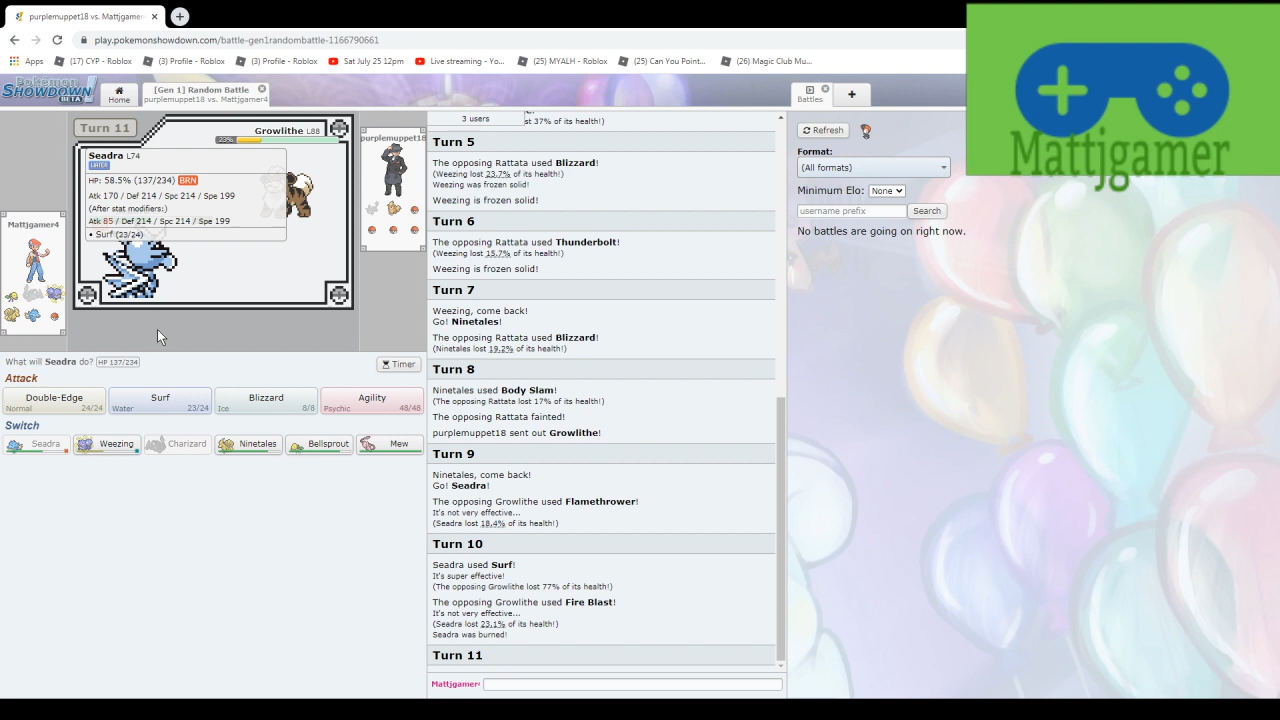 purplemuppet18 vs. Mattjgamer
play.pokemonshowdown.com/battle-gen1randombattle-1166790661
Apps (17) CYP - Roblox (3) Profile - Roblox (3) Profile - Roblox Sat July 25 12pm Live streaming - Yo... (25) MYALH - Roblox (25) Can You Point... (26) Magic Club Mu...
Mattjgamer
Pokémon
SHOWDOWN
BETA
Home
[Gen 1] Random Battle
purplemuppet18 vs. Mattjgamer4
Battles
Turn 11
Growlithe L88
23%
Seadra L74
WATER
HP: 58.5% (137/234) BRN
Atk 170 / Def 214 / Spc 214 / Spe 199
(After stat modifiers:)
Atk 85 / Def 214 / Spc 214 / Spe 199
• Surf (23/24)
Mattjgamer4
purplemuppet18
What will Seadra do? HP 137/234
Timer
Attack
Double-Edge
Normal 24/24
Surf
Water 23/24
Blizzard
Ice 8/8
Agility
Psychic 48/48
Switch
Seadra Weezing Charizard Ninetales Bellsprout Mew
3 users
st 37% of its health!)
Turn 5
The opposing Rattata used Blizzard!
(Weezing lost 23.7% of its health!)
Weezing was frozen solid!
Weezing is frozen solid!
Turn 6
The opposing Rattata used Thunderbolt!
(Weezing lost 15.7% of its health!)
Weezing is frozen solid!
Turn 7
Weezing, come back!
Go! Ninetales!
The opposing Rattata used Blizzard!
(Ninetales lost 19.2% of its health!)
Turn 8
Ninetales used Body Slam!
(The opposing Rattata lost 17% of its health!)
The opposing Rattata fainted!
purplemuppet18 sent out Growlithe!
Turn 9
Ninetales, come back!
Go! Seadra!
The opposing Growlithe used Flamethrower!
It's not very effective...
(Seadra lost 18.4% of its health!)
Turn 10
Seadra used Surf!
It's super effective!
(The opposing Growlithe lost 77% of its health!)
The opposing Growlithe used Fire Blast!
It's not very effective...
(Seadra lost 23.1% of its health!)
Seadra was burned!
Turn 11
Mattjgamer
Refresh
Format:
(All formats)
Minimum Elo: None
username prefix Search
No battles are going on right now.